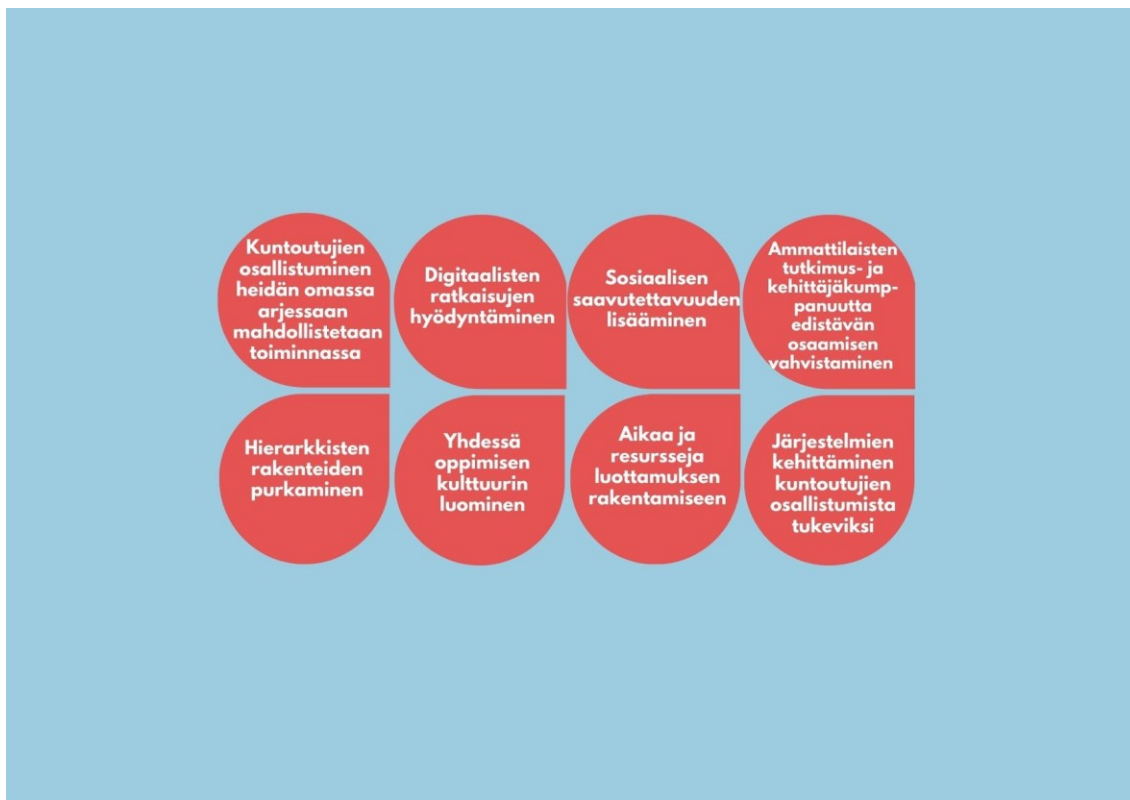 Kuntoutujien
osallistuminen
heidän omassa
arjessaan
mahdollistetaan
toiminnassa
Digitaalisten
ratkaisujen
hyödyntäminen
Sosiaalisen
saavutettavuuden
lisääminen
Ammattilaisten
tutkimus- ja
kehittäjäkump-
panuutta
edistävän
osaamisen
vahvistaminen
Hierarkkisten
rakenteiden
purkaminen
Yhdessä
oppimisen
kulttuurin
luominen
Aikaa ja
resursseja
luottamuksen
rakentamiseen
Järjestelmien
kehittäminen
kuntoutujien
osallistumista
tukeviksi